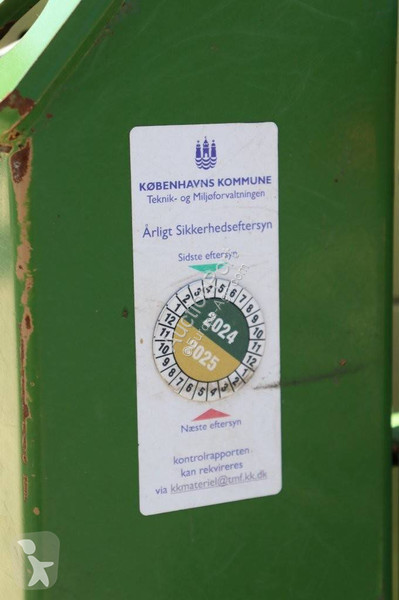 KØBENHAVNS KOMMUNE
Teknik- og Miljøforvaltningen
Årligt Sikkerhedseftersyn
Sidste eftersyn
2024
2025
Næste eftersyn
kontrolrapporten
kan rekvireres
via kkmateriel@tmf.kk.dk